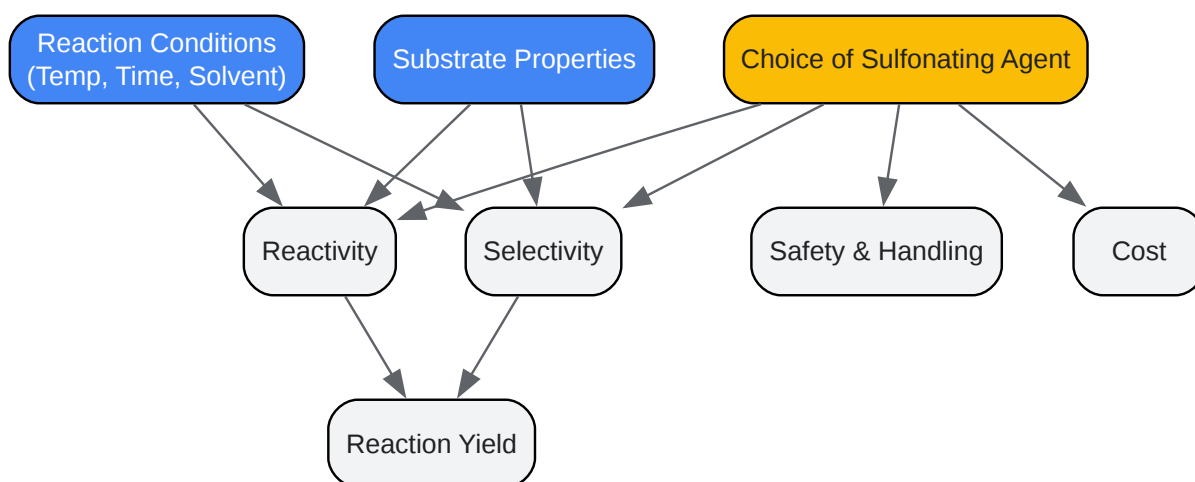 Reaction Conditions
(Temp, Time, Solvent)
Substrate Properties
Choice of Sulfonating Agent
Reactivity
Selectivity
Safety & Handling
Cost
Reaction Yield